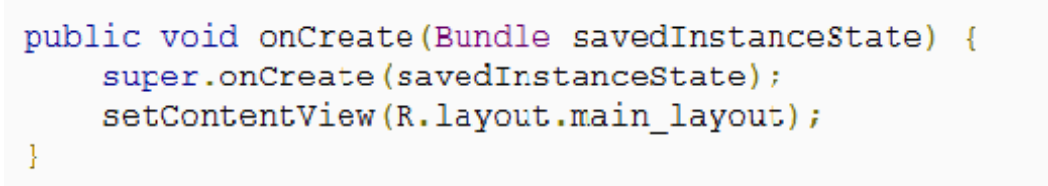 public void onCreate(Bundle savedInstanceState) {
    super.onCreate(savedInstanceState);
    setContentView(R.layout.main_layout);
}